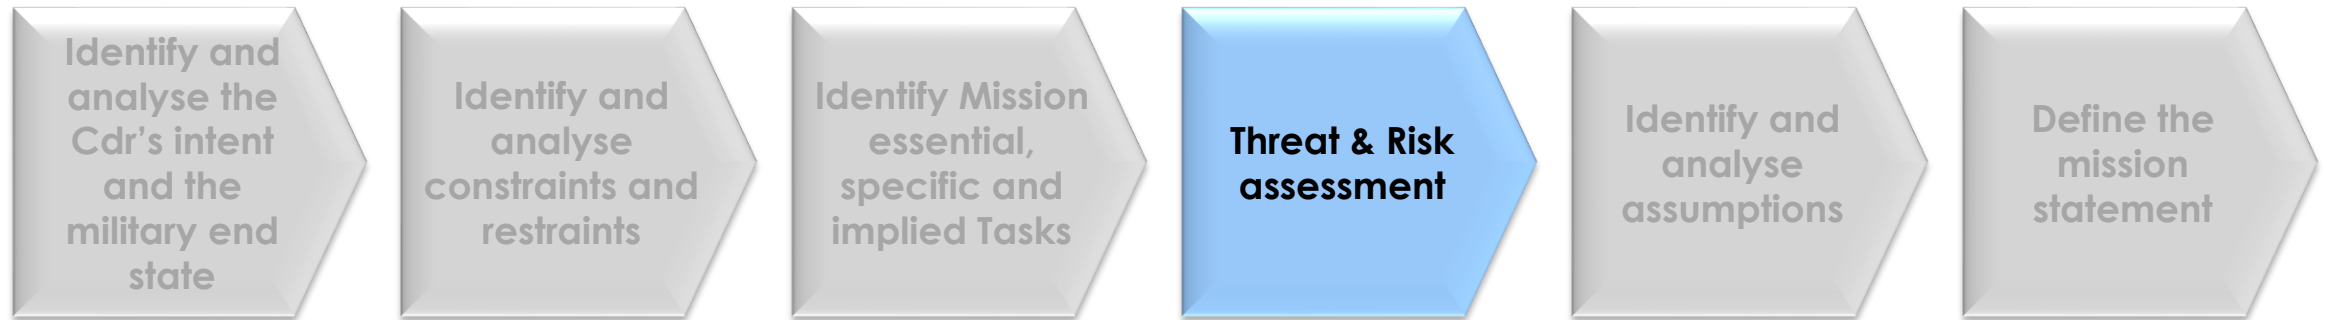 Identify and
analyse the
Cdr's intent
and the
military end
state
Identify and
analyse
constraints and
restraints
Identify Mission
essential,
specific and
implied Tasks
Threat & Risk
assessment
Identify and
analyse
assumptions
Define the
mission
statement